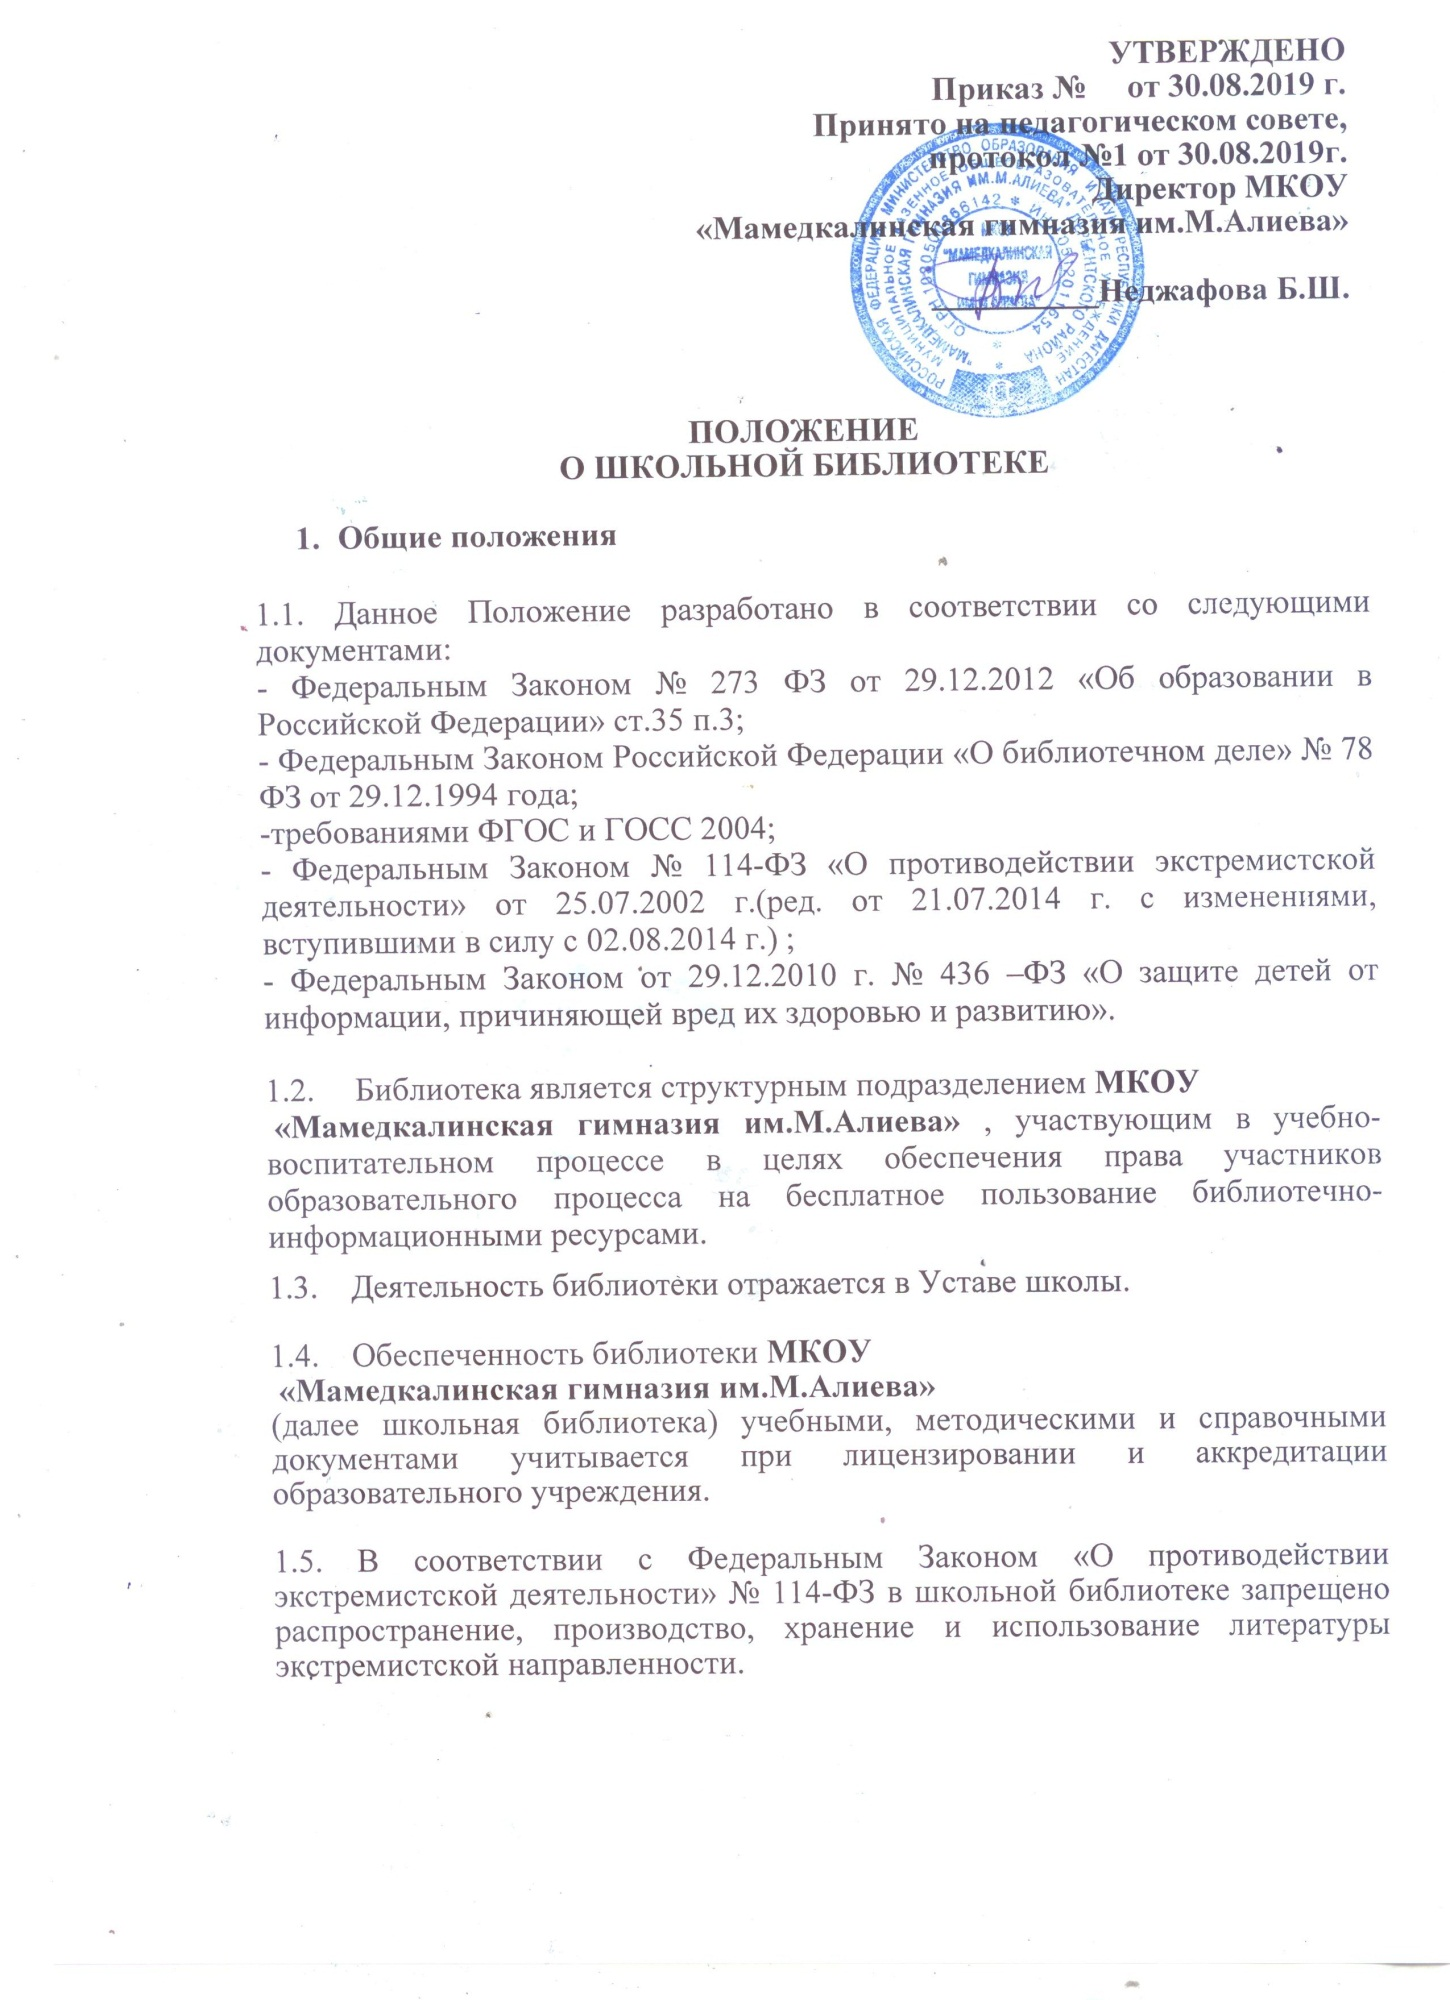 УТВЕРЖДЕНО
Приказ № от 30.08.2019 г.
Принято на педагогическом совете,
протокол №1 от 30.08.2019г.
Директор МКОУ
«Мамедкалинская гимназия им.М.Алиева»
Неджафова Б.Ш.
"МАМЕДКАЛИНСКАЯ
ГИМНАЗИЯ
ПОЛОЖЕНИЕ
О ШКОЛЬНОЙ БИБЛИОТЕКЕ
1. Общие положения
1.1. Данное Положение разработано в соответствии со следующими
документами:
- Федеральным Законом № 273 ФЗ от 29.12.2012 «Об образовании в
Российской Федерации» ст.35 п.3;
- Федеральным Законом Российской Федерации «О библиотечном деле» № 78
ФЗ от 29.12.1994 года;
-требованиями ФГОС и ГОСС 2004;
- Федеральным Законом № 114-ФЗ «О противодействии экстремистской
деятельности» от 25.07.2002 г.(ред. от 21.07.2014 г. с изменениями,
вступившими в силу с 02.08.2014 г.) ;
- Федеральным Законом от 29.12.2010 г. № 436 –ФЗ «О защите детей от
информации, причиняющей вред их здоровью и развитию».
1.2. Библиотека является структурным подразделением МКОУ
«Мамедкалинская гимназия им.М.Алиева» , участвующим в учебно-
воспитательном процессе в целях обеспечения права участников
образовательного процесса на бесплатное пользование библиотечно-
информационными ресурсами.
1.3. Деятельность библиотеки отражается в Уставе школы.
1.4. Обеспеченность библиотеки МКОУ
«Мамедкалинская гимназия им.М.Алиева»
(далее школьная библиотека) учебными, методическими и справочными
документами учитывается при лицензировании и аккредитации
образовательного учреждения.
1.5. В соответствии с Федеральным Законом «О противодействии
экстремистской деятельности» № 114-ФЗ в школьной библиотеке запрещено
распространение, производство, хранение и использование литературы
экстремистской направленности.